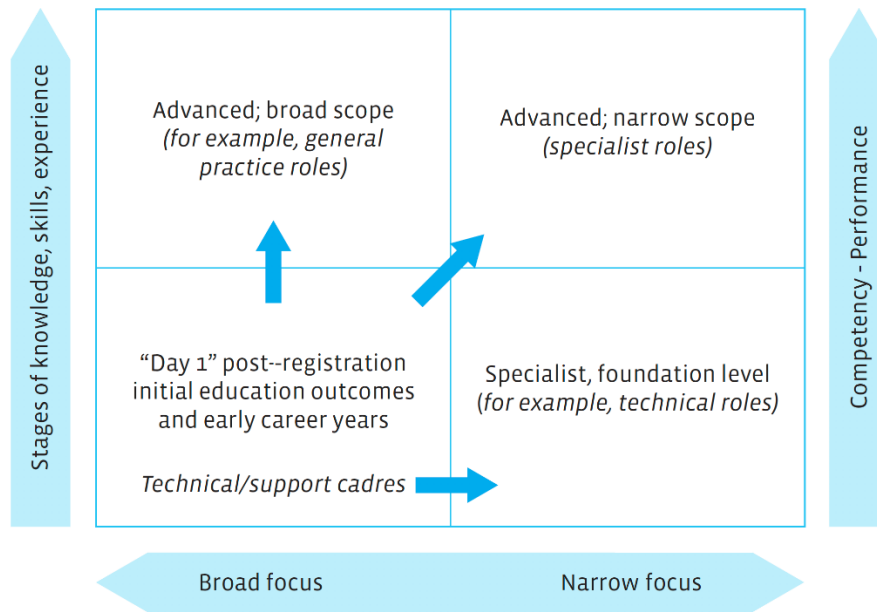 Stages of knowledge, skills, experience
Advanced; broad scope
(for example, general
practice roles)
Advanced; narrow scope
(specialist roles)
“Day 1” post--registration
initial education outcomes
and early career years
Technical/support cadres
Specialist, foundation level
(for example, technical roles)
Competency - Performance
Broad focus
Narrow focus